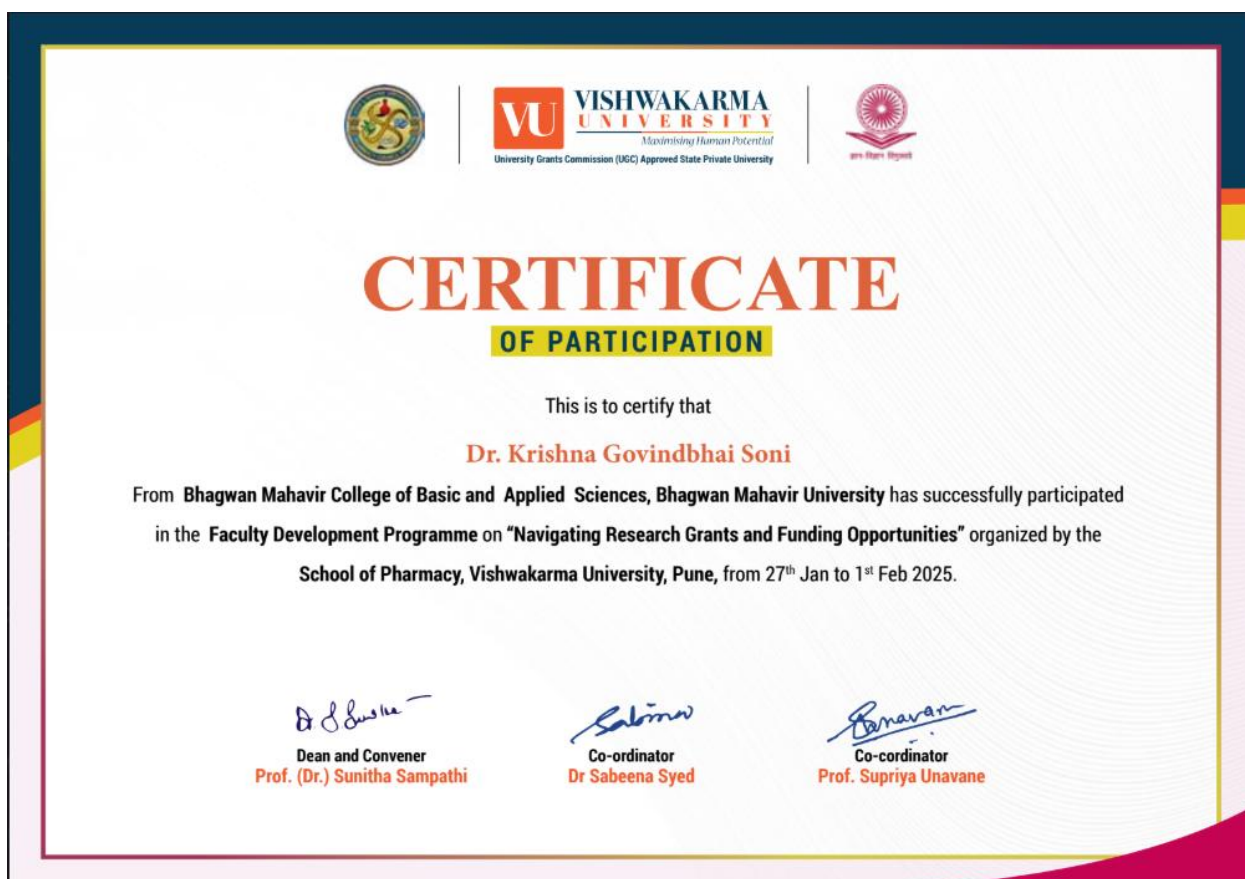 VU
VISHWAKARMA
UNIVERSITY
Maximising Human Potential
University Grants Commission (UGC) Approved State Private University
ज्ञान-विज्ञान विमुक्तये
CERTIFICATE
OF PARTICIPATION
This is to certify that
Dr. Krishna Govindbhai Soni
From Bhagwan Mahavir College of Basic and Applied Sciences, Bhagwan Mahavir University has successfully participated
in the Faculty Development Programme on “Navigating Research Grants and Funding Opportunities” organized by the
School of Pharmacy, Vishwakarma University, Pune, from 27th Jan to 1st Feb 2025.
Dean and Convener
Prof. (Dr.) Sunitha Sampathi
Co-ordinator
Dr Sabeena Syed
Co-cordinator
Prof. Supriya Unavane